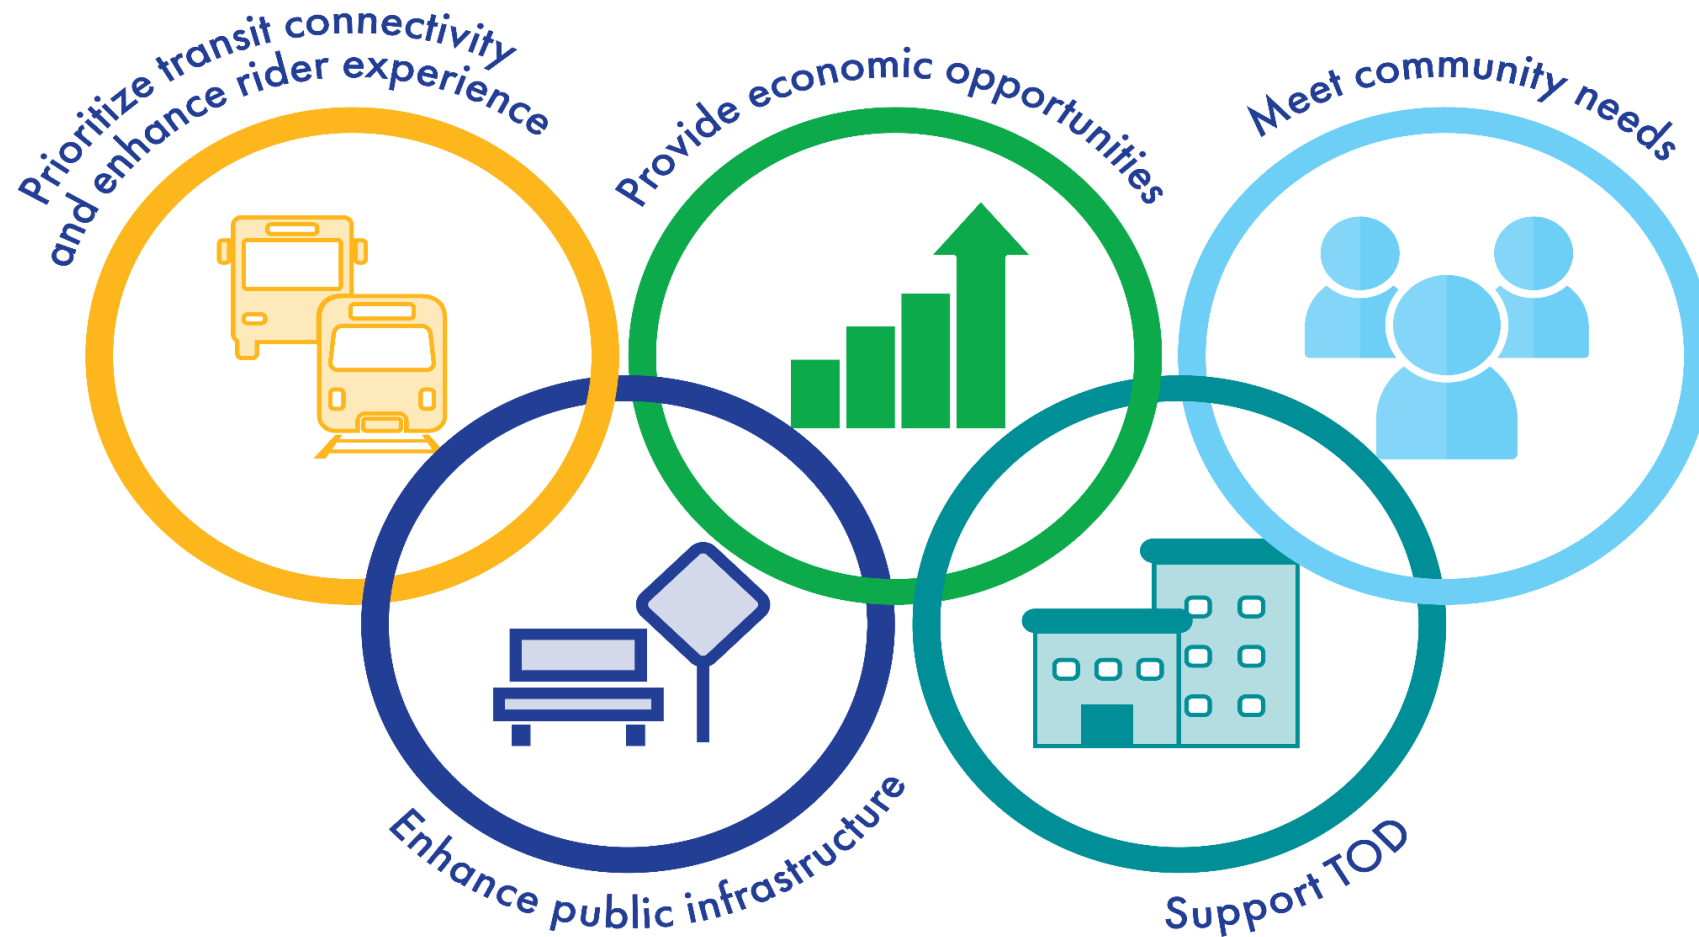 Prioritize transit connectivity
and enhance rider experience
Provide economic opportunities
Meet community needs
Enhance public infrastructure
Support TOD